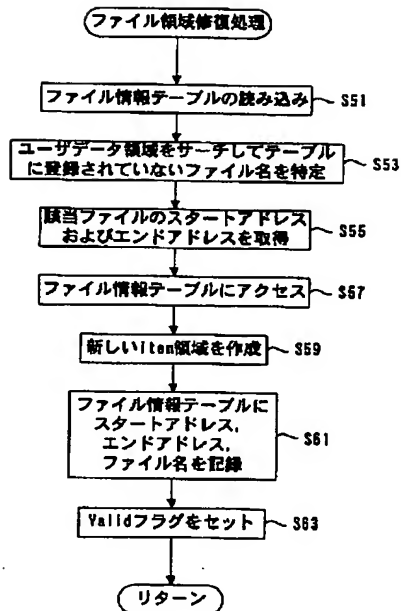 ファイル領域修復処理
ファイル情報テーブルの読み込み
S51
ユーザデータ領域をサーチしてテーブル
に登録されていないファイル名を特定
S53
該当ファイルのスタートアドレス
およびエンドアドレスを取得
S55
ファイル情報テーブルにアクセス
S57
新しいitem領域を作成
S59
ファイル情報テーブルに
スタートアドレス,
エンドアドレス,
ファイル名を記録
S61
Validフラグをセット
S63
リターン